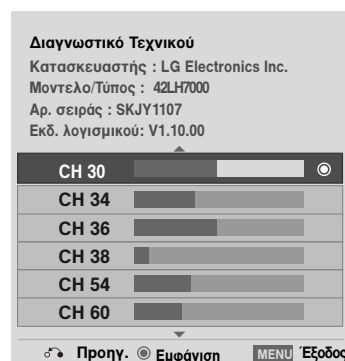 Διαγνωστικό Τεχνικού
Κατασκευαστής : LG Electronics Inc.
Μοντελο/Τύπος : 42LH7000
Αρ. σειράς : SKJY1107
Εκδ. λογισμικού: V1.10.00
CH 30
CH 34
CH 36
CH 38
CH 54
CH 60
Προηγ. Εμφάνιση MENU Έξοδος